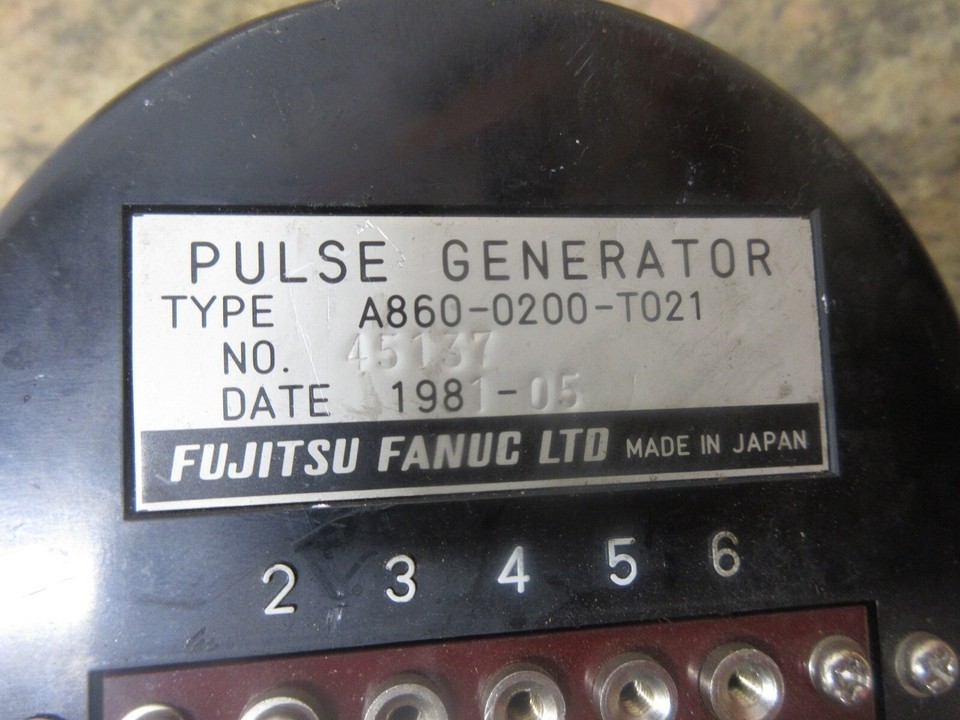 PULSE GENERATOR
TYPE A860-0200-T021
NO. 45137
DATE 1981-05
FUJITSU FANUC LTD MADE IN JAPAN
2 3 4 5 6